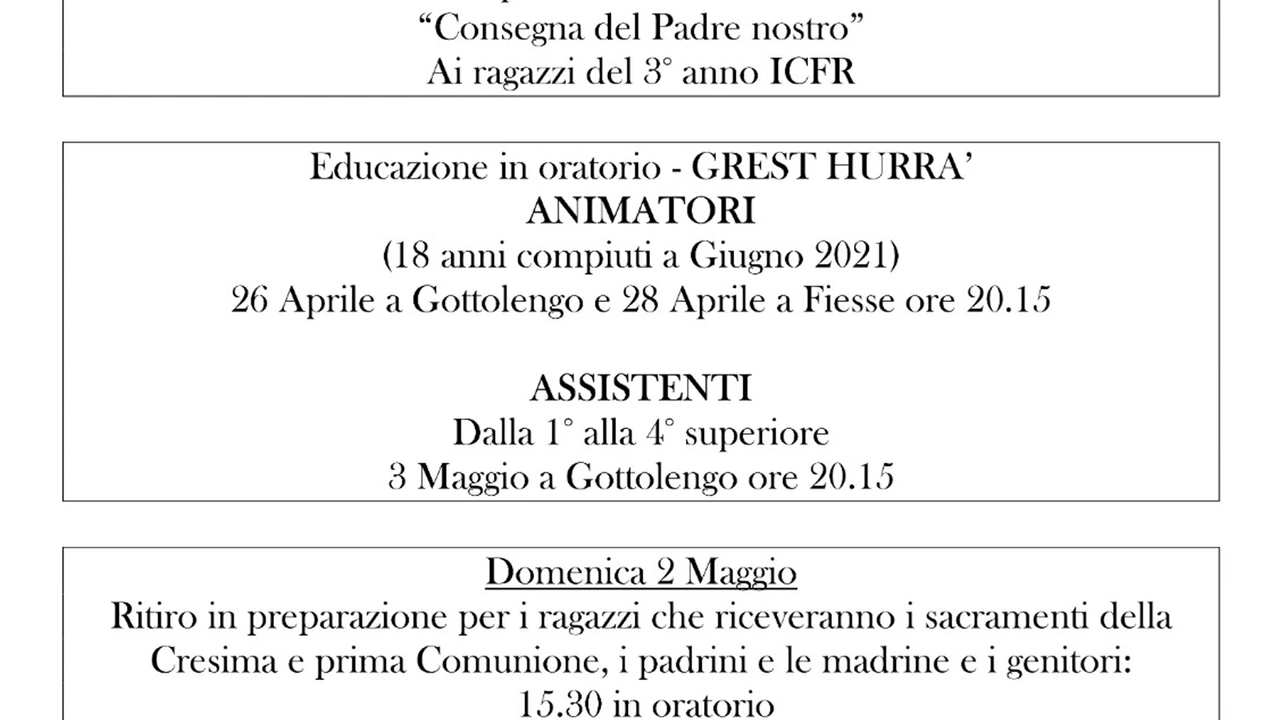 “Consegna del Padre nostro”
Ai ragazzi del 3° anno ICFR
Educazione in oratorio - GREST HURRA’
ANIMATORI
(18 anni compiuti a Giugno 2021)
26 Aprile a Gottolengo e 28 Aprile a Fiesse ore 20.15
ASSISTENTI
Dalla 1° alla 4° superiore
3 Maggio a Gottolengo ore 20.15
Domenica 2 Maggio
Ritiro in preparazione per i ragazzi che riceveranno i sacramenti della
Cresima e prima Comunione, i padrini e le madrine e i genitori:
15.30 in oratorio